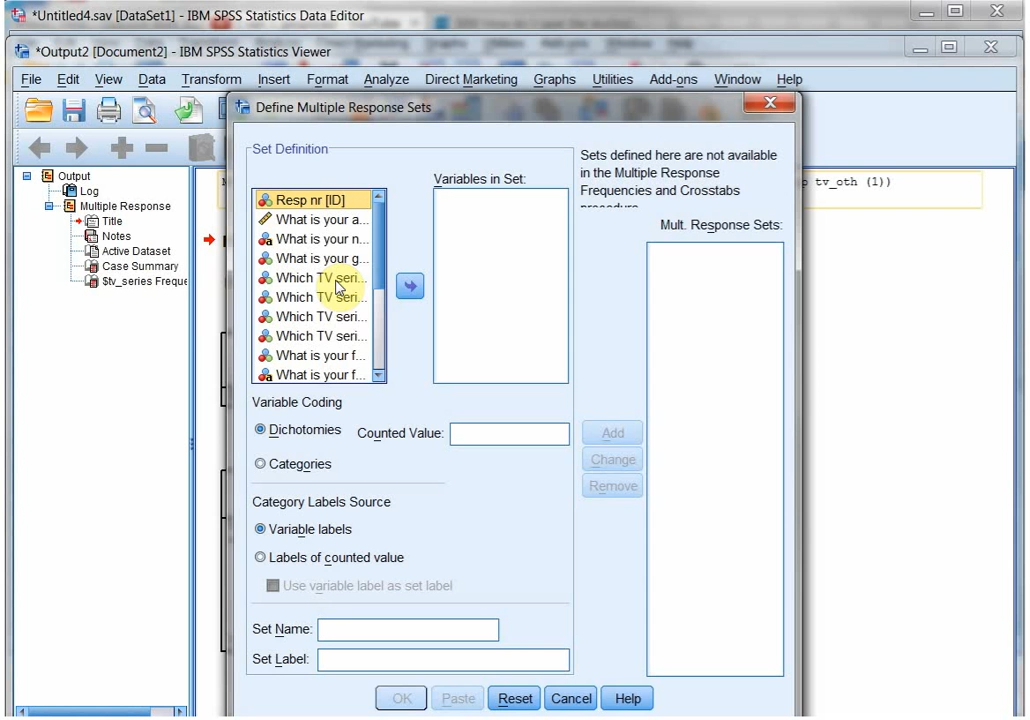 *Untitled4.sav [DataSet1] - IBM SPSS Statistics Data Editor
*Output2 [Document2] - IBM SPSS Statistics Viewer
File Edit View Data Transform Insert Format Analyze Direct Marketing Graphs Utilities Add-ons Window Help
Define Multiple Response Sets
Output
Log
Multiple Response
Title
Notes
Active Dataset
Case Summary
$tv_series Freque
tv_oth (1))
Set Definition
Resp nr [ID]
What is your a...
What is your n...
What is your g...
Which TV seri...
Which TV seri...
Which TV seri...
Which TV seri...
What is your f...
What is your f...
Variables in Set:
Sets defined here are not available
in the Multiple Response
Frequencies and Crosstabs
Mult. Response Sets:
Variable Coding
Dichotomies Counted Value:
Categories
Add
Change
Remove
Category Labels Source
Variable labels
Labels of counted value
Use variable label as set label
Set Name:
Set Label:
OK Paste Reset Cancel Help